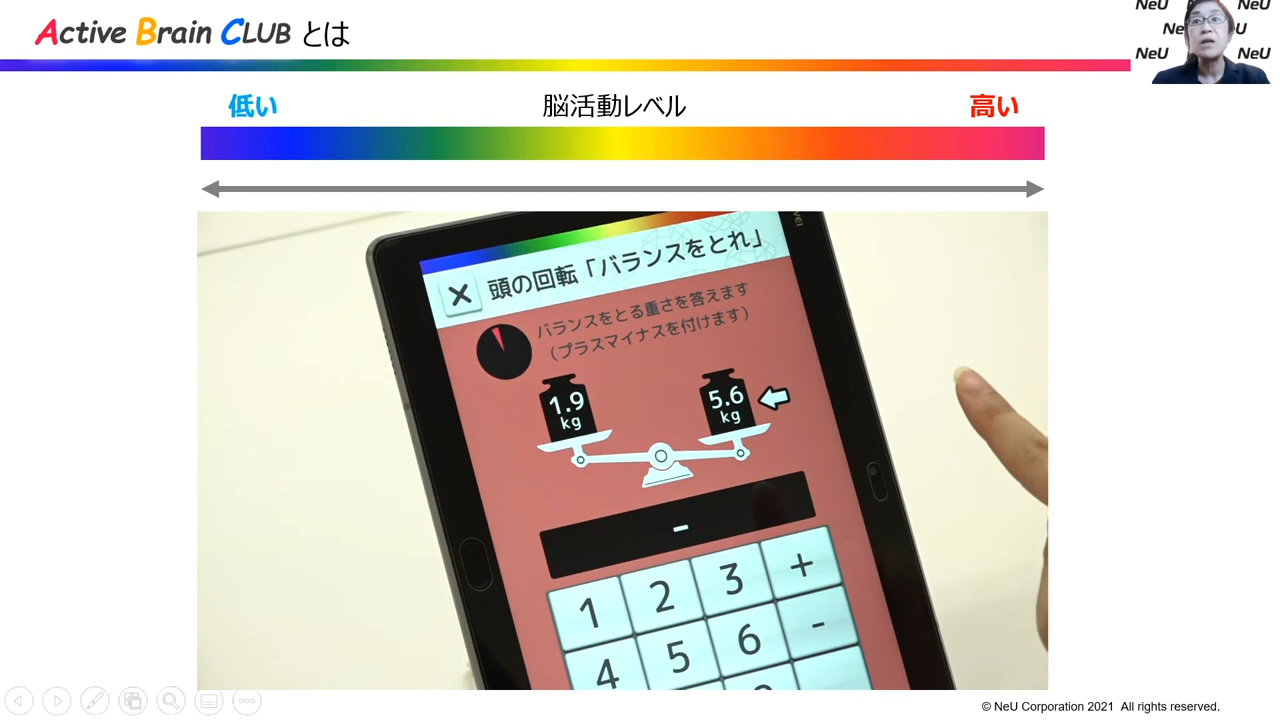 Active Brain CLUB とは
NeU NeU
NeU
NeU NeU
低い 脳活動レベル 高い
頭の回転「バランスをとれ」
バランスをとる重さを答えます
（プラスマイナスを付けます）
1.9 kg
5.6 kg
-
1 2 3 +
4 5 6 -
© NeU Corporation 2021 All rights reserved.